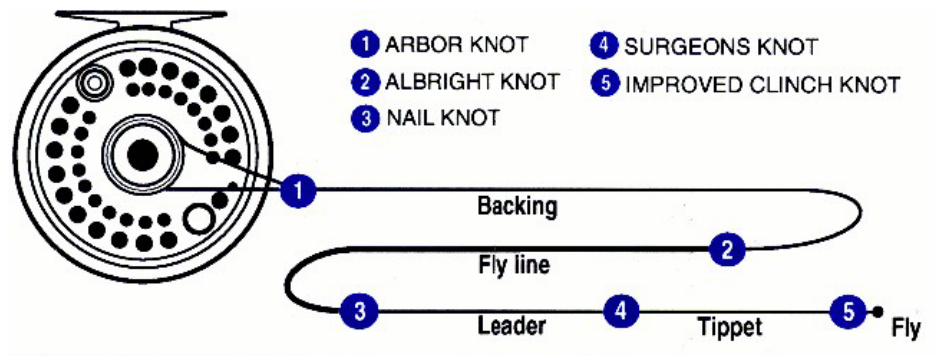 1 ARBOR KNOT
2 ALBRIGHT KNOT
3 NAIL KNOT
4 SURGEONS KNOT
5 IMPROVED CLINCH KNOT
1
Backing
2
Fly line
3
Leader
4
Tippet
5
Fly